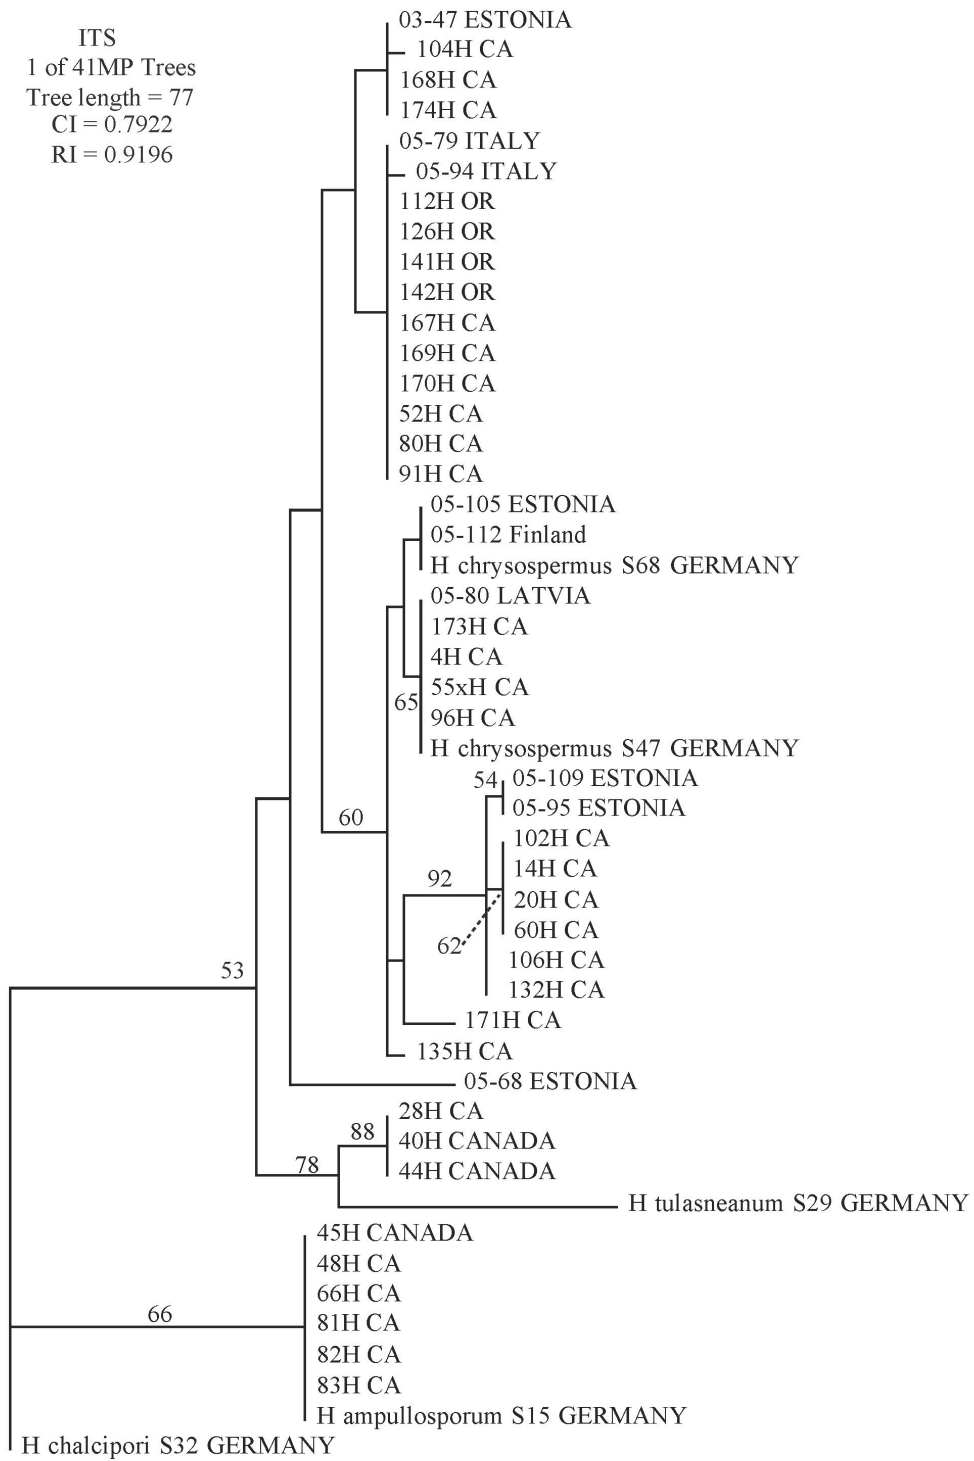 ITS
1 of 41MP Trees
Tree length = 77
CI = 0.7922
RI = 0.9196
03-47 ESTONIA
104H CA
168H CA
174H CA
05-79 ITALY
05-94 ITALY
112H OR
126H OR
141H OR
142H OR
167H CA
169H CA
170H CA
52H CA
80H CA
91H CA
05-105 ESTONIA
05-112 Finland
H chrysospermus S68 GERMANY
05-80 LATVIA
173H CA
4H CA
55xH CA
65
96H CA
H chrysospermus S47 GERMANY
54
05-109 ESTONIA
05-95 ESTONIA
60
102H CA
14H CA
92
20H CA
60H CA
62
106H CA
53
132H CA
171H CA
135H CA
05-68 ESTONIA
28H CA
88
40H CANADA
78
44H CANADA
H tulasneanum S29 GERMANY
45H CANADA
48H CA
66H CA
66
81H CA
82H CA
83H CA
H ampullosporum S15 GERMANY
H chalcipori S32 GERMANY